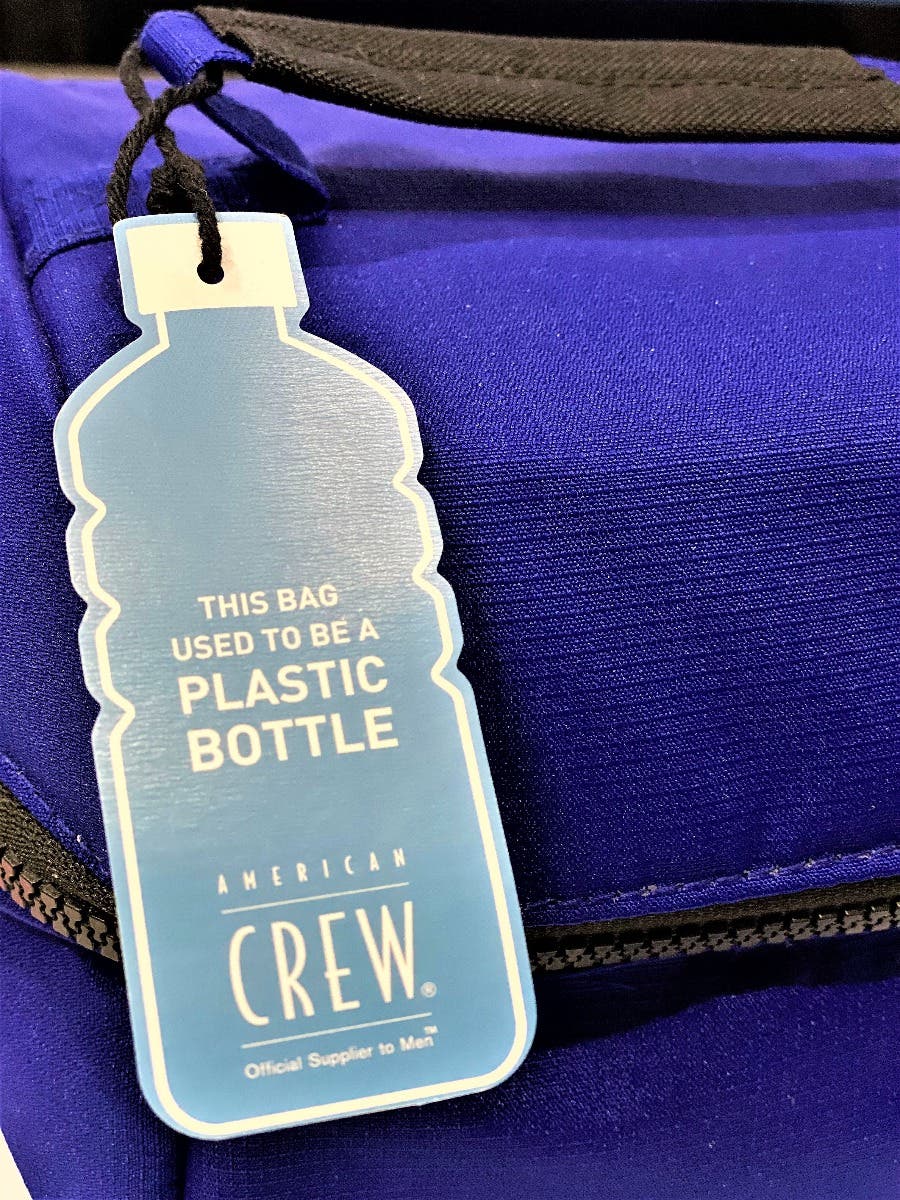 THIS BAG
USED TO BE A
PLASTIC
BOTTLE
AMERICAN
CREW®
Official Supplier to Men™